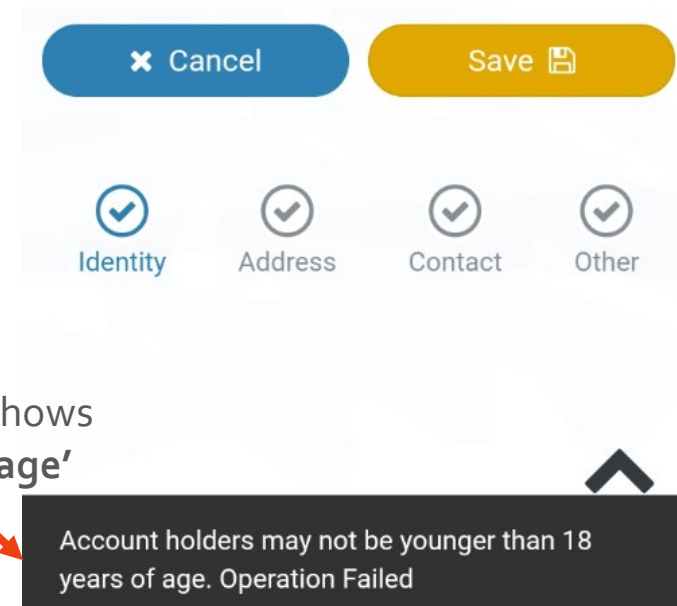 Cancel
Save
Identity
Address
Contact
Other
hows
age’
Account holders may not be younger than 18
years of age. Operation Failed